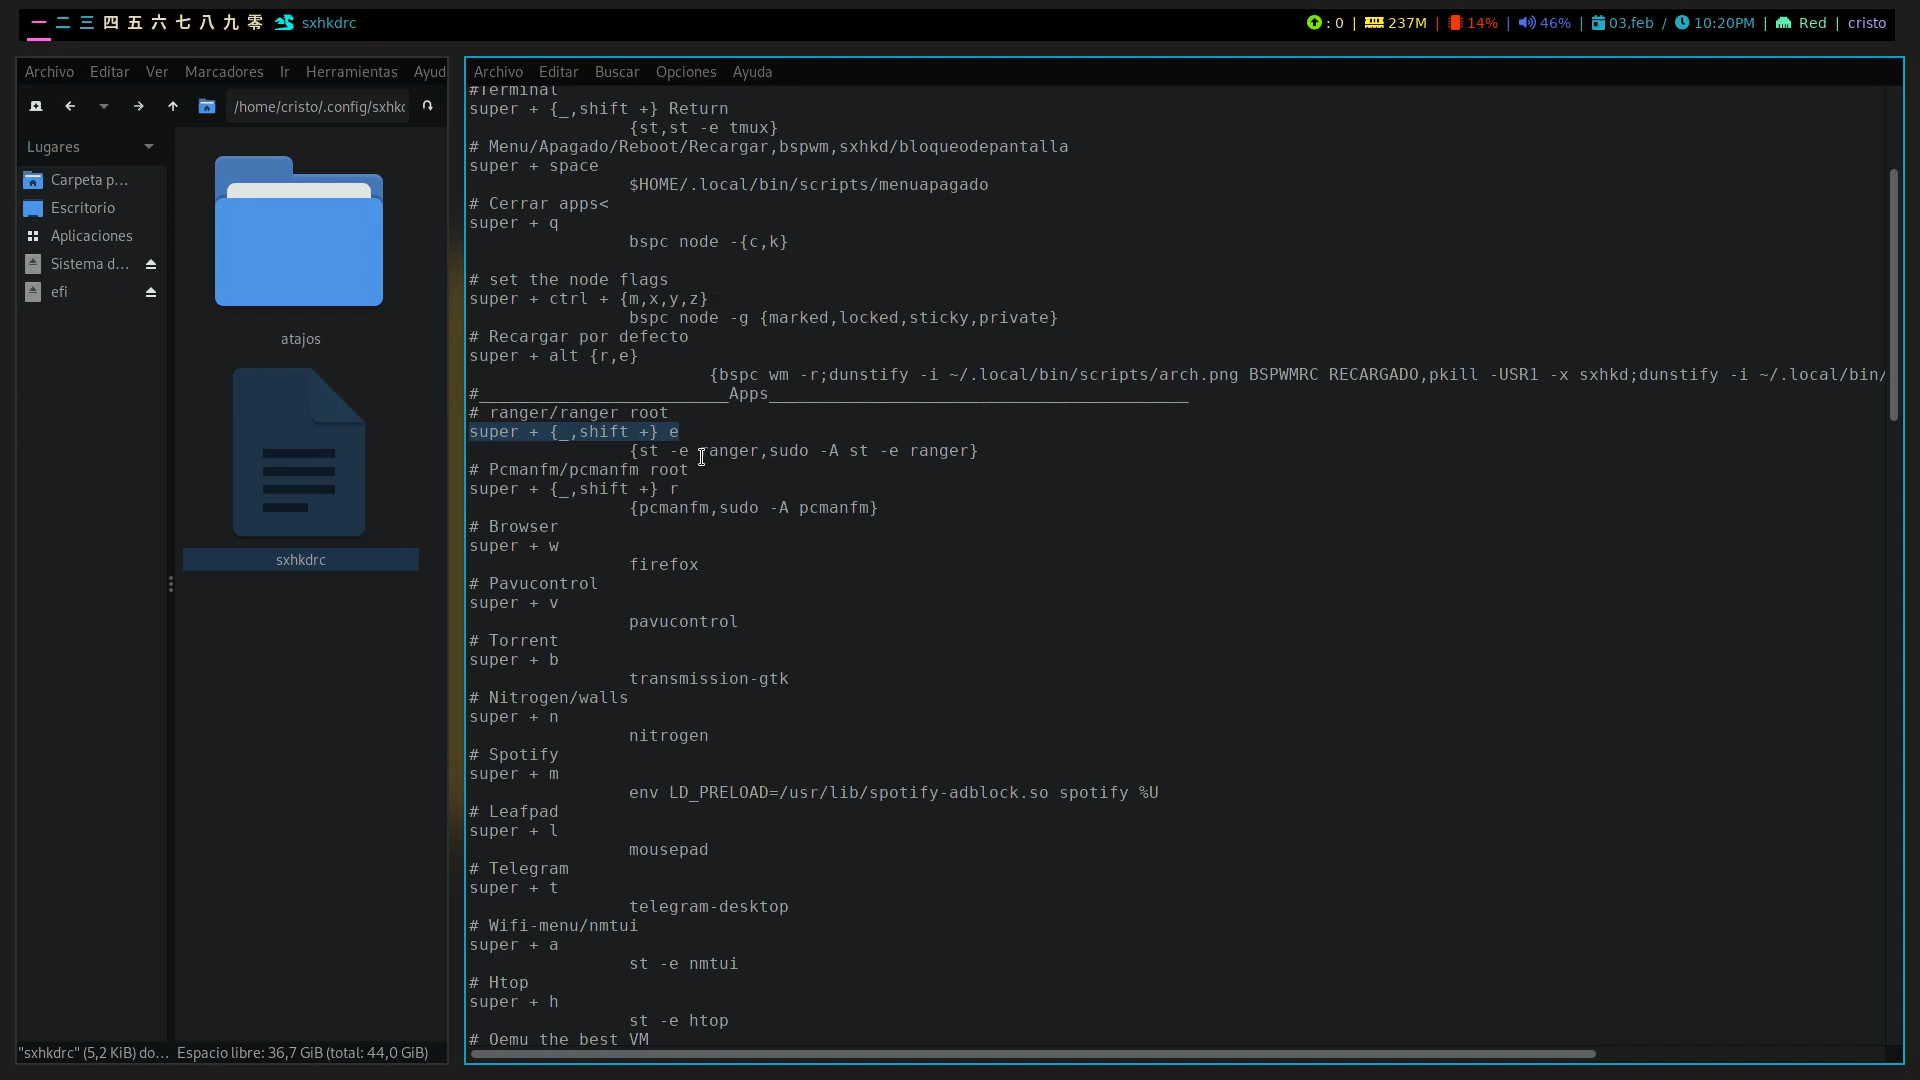 一 二 三 四 五 六 七 八 九 零 sxhkdrc
: 0 | 237M | 14% | 46% | 03,feb / 10:20PM | Red | cristo
Archivo Editar Ver Marcadores Ir Herramientas Ayud
/home/cristo/.config/sxhkc
Lugares
Carpeta p...
Escritorio
Aplicaciones
Sistema d...
efi
atajos
sxhkdrc
"sxhkdrc" (5,2 KiB) do... Espacio libre: 36,7 GiB (total: 44,0 GiB)
Archivo Editar Buscar Opciones Ayuda
#Terminal
super + {_,shift +} Return
{st,st -e tmux}
# Menu/Apagado/Reboot/Recargar,bspwm,sxhkd/bloqueodepantalla
super + space
$HOME/.local/bin/scripts/menuapagado
# Cerrar apps<
super + q
bspc node -{c,k}
# set the node flags
super + ctrl + {m,x,y,z}
bspc node -g {marked,locked,sticky,private}
# Recargar por defecto
super + alt {r,e}
{bspc wm -r;dunstify -i ~/.local/bin/scripts/arch.png BSPWMRC RECARGADO,pkill -USR1 -x sxhkd;dunstify -i ~/.local/bin/
#_________________________Apps__________________________________________
# ranger/ranger root
super + {_,shift +} e
{st -e ranger,sudo -A st -e ranger}
# Pcmanfm/pcmanfm root
super + {_,shift +} r
{pcmanfm,sudo -A pcmanfm}
# Browser
super + w
firefox
# Pavucontrol
super + v
pavucontrol
# Torrent
super + b
transmission-gtk
# Nitrogen/walls
super + n
nitrogen
# Spotify
super + m
env LD_PRELOAD=/usr/lib/spotify-adblock.so spotify %U
# Leafpad
super + l
mousepad
# Telegram
super + t
telegram-desktop
# Wifi-menu/nmtui
super + a
st -e nmtui
# Htop
super + h
st -e htop
# Qemu the best VM